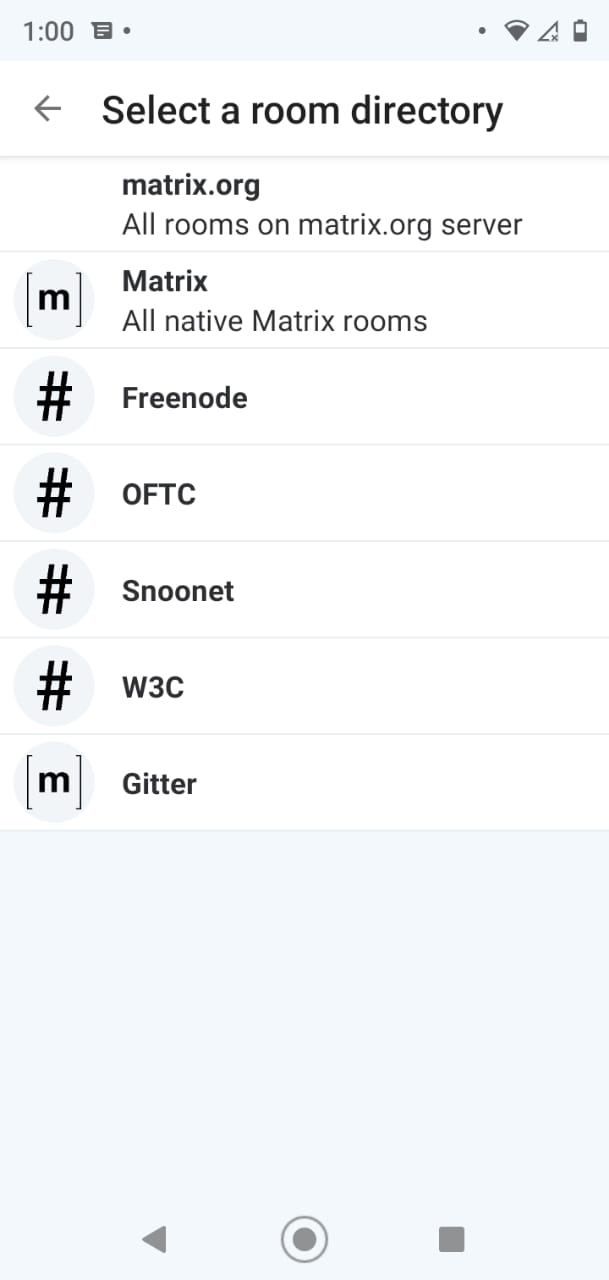 1:00
Select a room directory
matrix.org
All rooms on matrix.org server
[m]
Matrix
All native Matrix rooms
#
Freenode
#
OFTC
#
Snoonet
#
W3C
[m]
Gitter